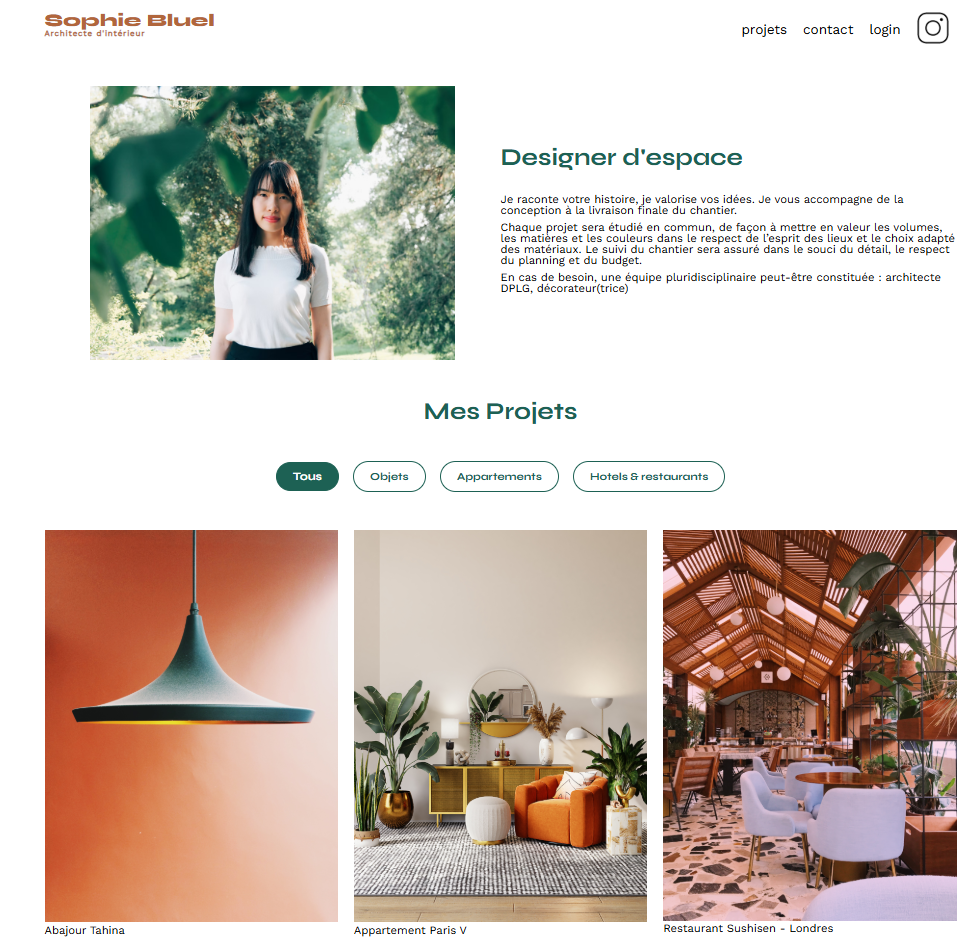 Sophie Bluel
Architecte d'intérieur
projets contact login
Designer d'espace
Je raconte votre histoire, je valorise vos idées. Je vous accompagne de la
conception à la livraison finale du chantier.
Chaque projet sera étudié en commun, de façon à mettre en valeur les volumes,
les matières et les couleurs dans le respect de l'esprit des lieux et le choix adapté
des matériaux. Le suivi du chantier sera assuré dans le souci du détail, le respect
du planning et du budget.
En cas de besoin, une équipe pluridisciplinaire peut-être constituée : architecte
DPLG, décorateur(trice)
Mes Projets
Tous Objets Appartements Hotels & restaurants
Abajour Tahina
Appartement Paris V
Restaurant Sushisen - Londres